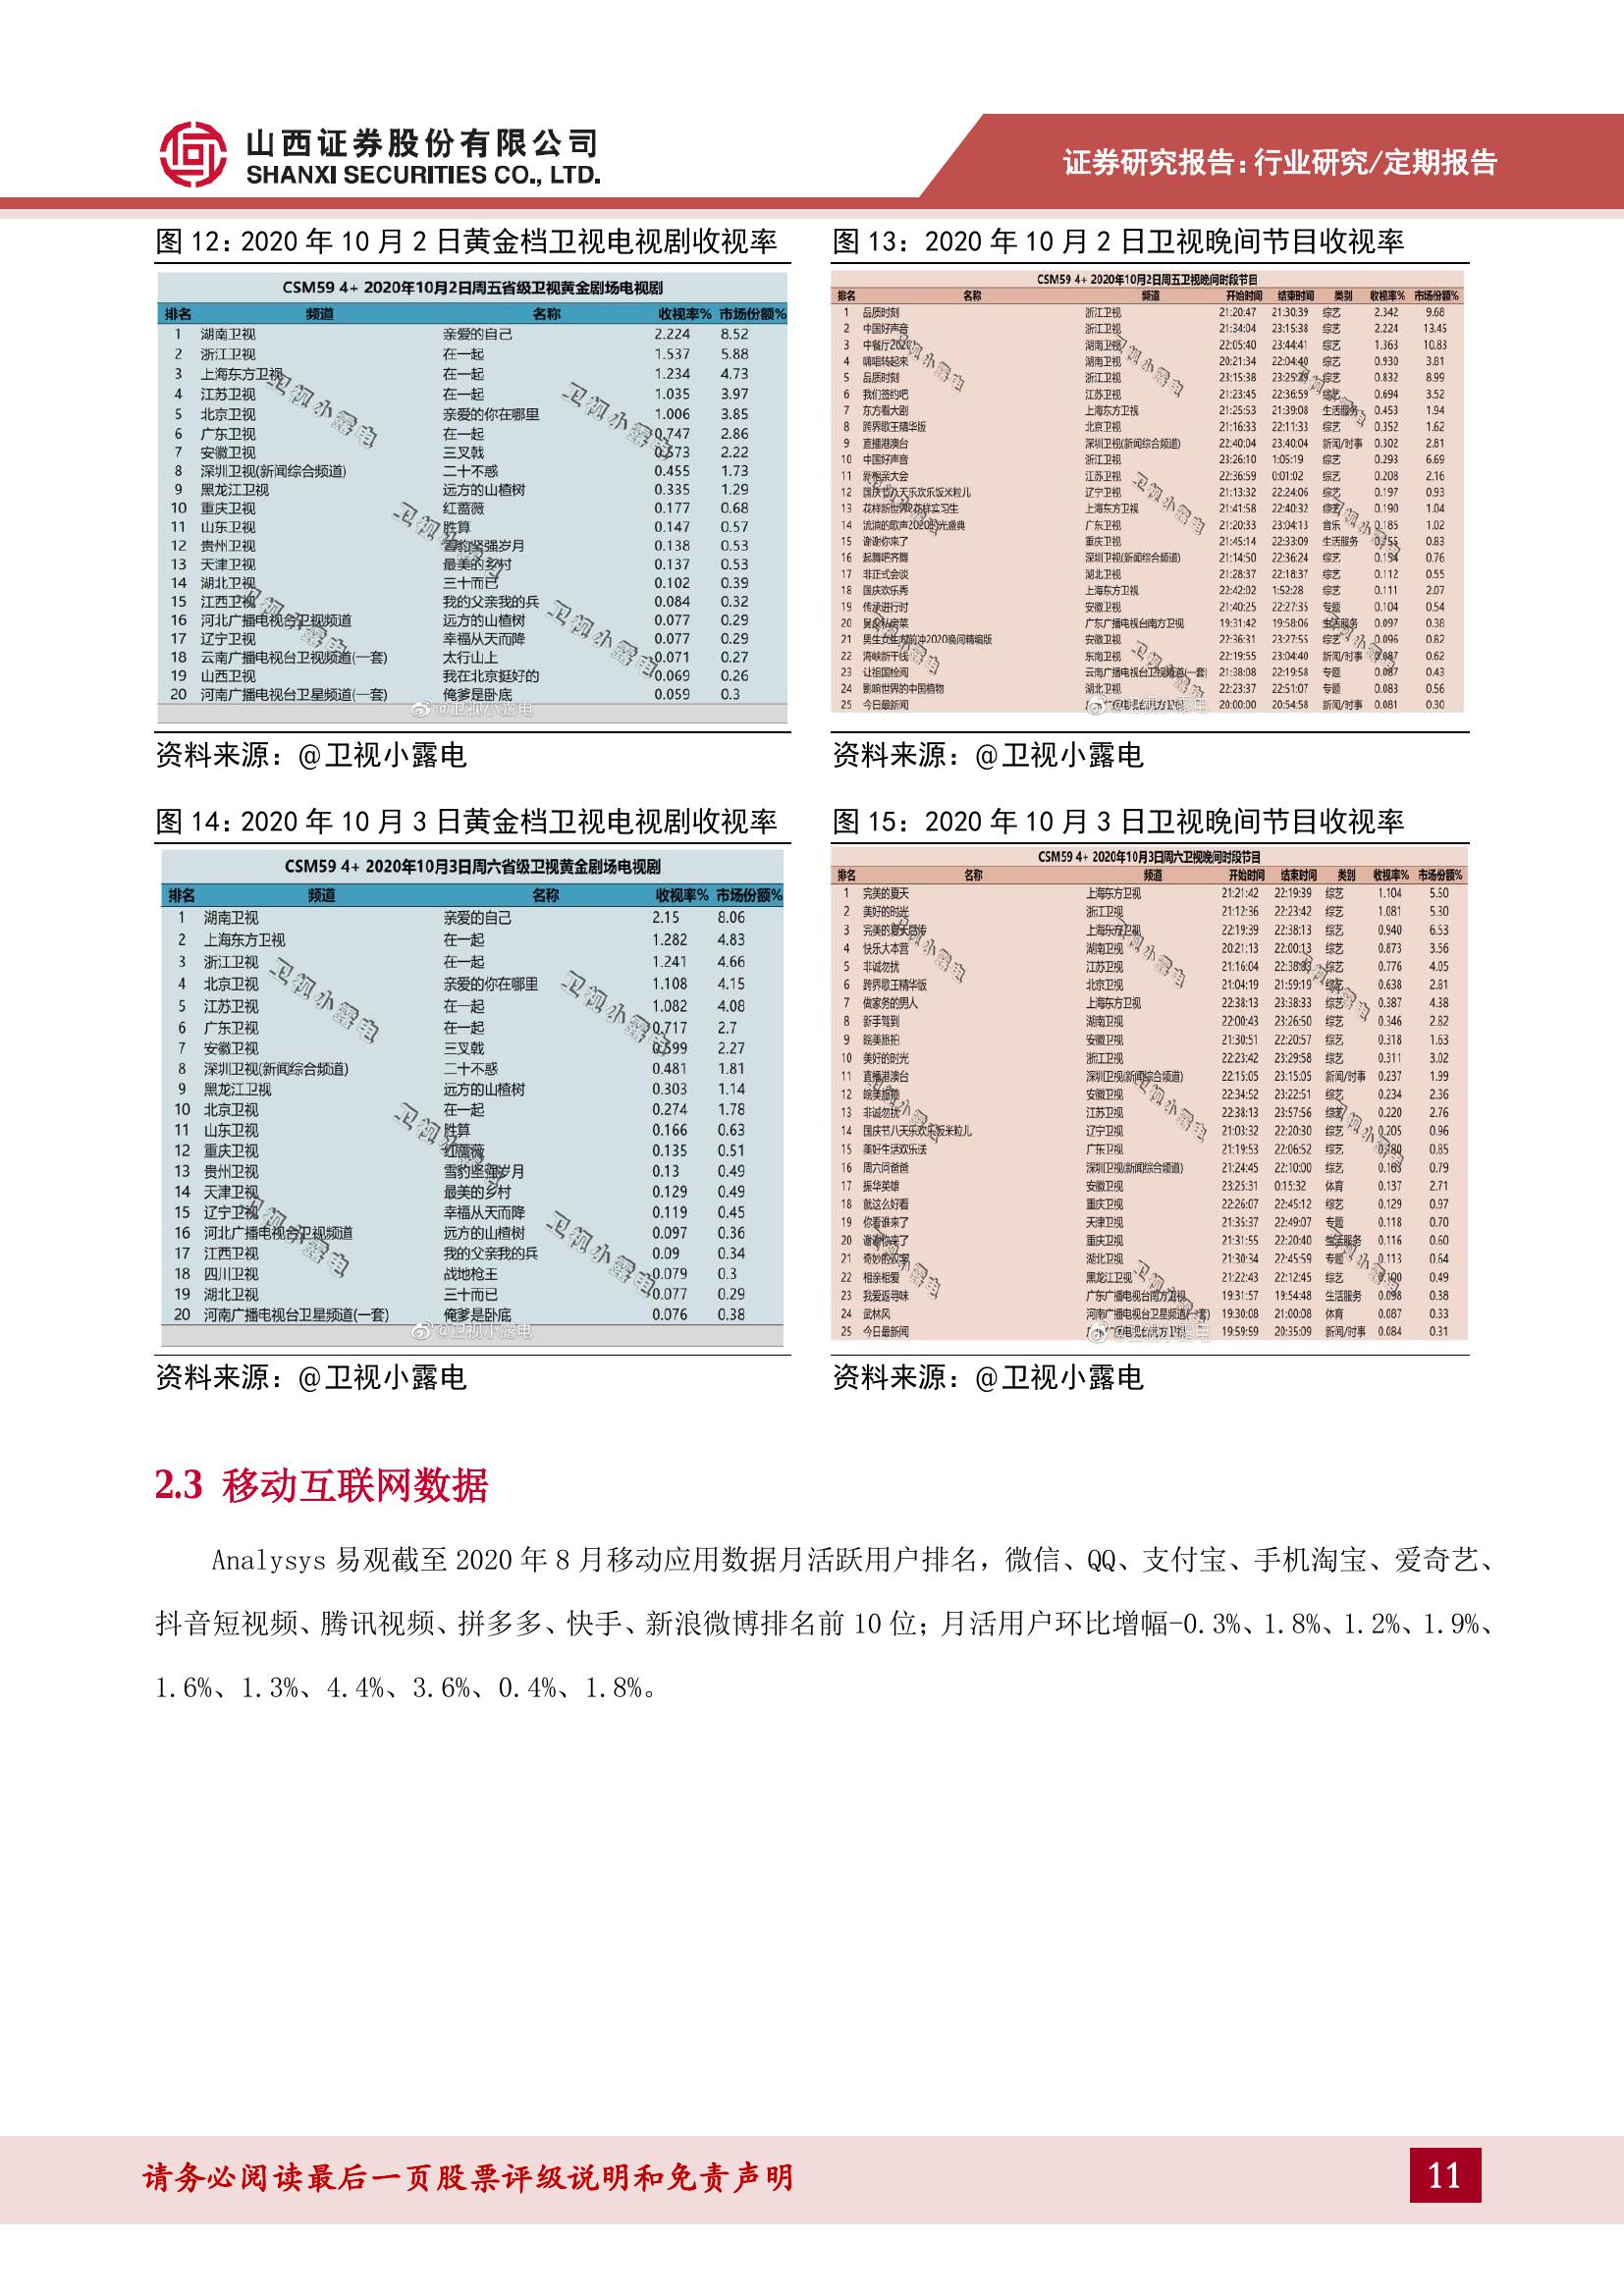 山西证券股份有限公司
SHANXI SECURITIES CO., LTD.
证券研究报告：行业研究/定期报告
图 12：2020 年 10 月 2 日黄金档卫视电视剧收视率
CSM59 4+ 2020年10月2日周五省级卫视黄金剧场电视剧
排名 频道 名称 收视率% 市场份额%
1 湖南卫视 亲爱的自己 2.224 8.52
2 浙江卫视 在一起 1.537 5.88
3 上海东方卫视 在一起 1.234 4.73
4 江苏卫视 在一起 1.035 3.97
5 北京卫视 亲爱的你在哪里 1.006 3.85
6 广东卫视 在一起 0.747 2.86
7 安徽卫视 三叉戟 0.573 2.22
8 深圳卫视(新闻综合频道) 二十不惑 0.455 1.73
9 黑龙江卫视 远方的山楂树 0.335 1.29
10 重庆卫视 红蔷薇 0.177 0.68
11 山东卫视 胜算 0.147 0.57
12 贵州卫视 雪豹坚强岁月 0.138 0.53
13 天津卫视 最美的乡村 0.137 0.53
14 湖北卫视 三十而已 0.102 0.39
15 江西卫视 我的父亲我的兵 0.084 0.32
16 河北广播电视台卫视频道 远方的山楂树 0.077 0.29
17 辽宁卫视 幸福从天而降 0.077 0.29
18 云南广播电视台卫视频道(一套) 太行山上 0.071 0.27
19 山西卫视 我在北京挺好的 0.069 0.26
20 河南广播电视台卫星频道(一套) 俺爹是卧底 0.059 0.3
@卫视小露电
资料来源：@卫视小露电
图 13：2020 年 10 月 2 日卫视晚间节目收视率
CSM59 4+ 2020年10月2日周五卫视晚间时段节目
排名 名称 频道 开始时间 结束时间 类别 收视率% 市场份额%
1 品质时刻 浙江卫视 21:20:47 21:30:39 综艺 2.342 9.68
2 中国好声音 浙江卫视 21:34:04 23:15:38 综艺 2.224 13.45
3 中餐厅2020 湖南卫视 22:05:40 23:44:41 综艺 1.363 10.83
4 嗨唱转起来 湖南卫视 20:21:34 22:04:40 综艺 0.930 3.81
5 品质时刻 浙江卫视 23:15:38 23:25:29 综艺 0.832 8.99
6 我们签约吧 江苏卫视 21:23:45 22:36:59 综艺 0.694 3.52
7 东方看大剧 上海东方卫视 21:25:53 21:39:08 生活服务 0.453 1.94
8 跨界歌王精华版 北京卫视 21:16:33 22:11:33 综艺 0.352 1.62
9 直播港澳台 深圳卫视(新闻综合频道) 22:40:04 23:40:04 新闻/时事 0.302 2.81
10 中国好声音 浙江卫视 23:26:10 1:05:19 综艺 0.293 6.69
11 新相亲大会 江苏卫视 22:36:59 0:01:02 综艺 0.208 2.16
12 国庆节八天乐欢乐饭米粒儿 辽宁卫视 21:13:32 22:24:06 综艺 0.197 0.93
13 花样新世界 花样实习生 上海东方卫视 21:41:58 22:40:32 综艺 0.190 1.04
14 流淌的歌声2020时光盛典 广东卫视 21:20:33 23:04:13 音乐 0.185 1.02
15 谢谢你来了 重庆卫视 21:45:14 22:33:09 生活服务 0.155 0.83
16 起舞吧齐舞 深圳卫视(新闻综合频道) 21:14:50 22:36:24 综艺 0.154 0.76
17 非正式会谈 湖北卫视 21:28:37 22:18:37 综艺 0.112 0.55
18 国庆欢乐秀 上海东方卫视 22:42:02 1:52:28 综艺 0.111 2.07
19 传承进行时 安徽卫视 21:40:25 22:27:35 专题 0.104 0.54
20 广东广播电视台南方卫视 19:31:42 19:58:06 生活服务 0.097 0.38
21 男生女生向前冲2020晚间精编版 安徽卫视 22:36:31 23:27:55 综艺 0.096 0.82
22 海峡新干线 东南卫视 22:19:55 23:04:40 新闻/时事 0.087 0.62
23 让祖国检阅 云南广播电视台卫视频道(一套) 21:38:08 22:19:58 专题 0.087 0.43
24 影响世界的中国植物 湖北卫视 22:23:37 22:51:07 专题 0.083 0.56
25 今日最新闻 20:00:00 20:54:58 新闻/时事 0.081 0.30
资料来源：@卫视小露电
图 14：2020 年 10 月 3 日黄金档卫视电视剧收视率
CSM59 4+ 2020年10月3日周六省级卫视黄金剧场电视剧
排名 频道 名称 收视率% 市场份额%
1 湖南卫视 亲爱的自己 2.15 8.06
2 上海东方卫视 在一起 1.282 4.83
3 浙江卫视 在一起 1.241 4.66
4 北京卫视 亲爱的你在哪里 1.108 4.15
5 江苏卫视 在一起 1.082 4.08
6 广东卫视 在一起 0.717 2.7
7 安徽卫视 三叉戟 0.599 2.27
8 深圳卫视(新闻综合频道) 二十不惑 0.481 1.81
9 黑龙江卫视 远方的山楂树 0.303 1.14
10 北京卫视 在一起 0.274 1.78
11 山东卫视 胜算 0.166 0.63
12 重庆卫视 红蔷薇 0.135 0.51
13 贵州卫视 雪豹坚强岁月 0.13 0.49
14 天津卫视 最美的乡村 0.129 0.49
15 辽宁卫视 幸福从天而降 0.119 0.45
16 河北广播电视台卫视频道 远方的山楂树 0.097 0.36
17 江西卫视 我的父亲我的兵 0.09 0.34
18 四川卫视 战地枪王 0.079 0.3
19 湖北卫视 三十而已 0.077 0.29
20 河南广播电视台卫星频道(一套) 俺爹是卧底 0.076 0.38
@卫视小露电
资料来源：@卫视小露电
图 15：2020 年 10 月 3 日卫视晚间节目收视率
CSM59 4+ 2020年10月3日周六卫视晚间时段节目
排名 名称 频道 开始时间 结束时间 类别 收视率% 市场份额%
1 完美的夏天 上海东方卫视 21:21:42 22:19:39 综艺 1.104 5.50
2 美好的时光 浙江卫视 21:12:36 22:23:42 综艺 1.081 5.30
3 完美的夏天 上海东方卫视 22:19:39 22:38:13 综艺 0.940 6.53
4 快乐大本营 湖南卫视 20:21:13 22:00:13 综艺 0.873 3.56
5 非诚勿扰 江苏卫视 21:16:04 22:38:03 综艺 0.776 4.05
6 跨界歌王精华版 北京卫视 21:04:19 21:59:19 综艺 0.638 2.81
7 做家务的男人 上海东方卫视 22:38:13 23:38:33 综艺 0.387 4.38
8 新手驾到 湖南卫视 22:00:43 23:26:50 综艺 0.346 2.82
9 皖美旅拍 安徽卫视 21:30:51 22:20:57 综艺 0.318 1.63
10 美好的时光 浙江卫视 22:23:42 23:29:58 综艺 0.311 3.02
11 直播港澳台 深圳卫视(新闻综合频道) 22:15:05 23:15:05 新闻/时事 0.237 1.99
12 安徽卫视 22:34:52 23:22:51 综艺 0.234 2.36
13 非诚勿扰 江苏卫视 22:38:13 23:57:56 综艺 0.220 2.76
14 国庆节八天乐欢乐饭米粒儿 辽宁卫视 21:03:32 22:20:30 综艺 0.205 0.96
15 美好生活欢乐送 广东卫视 21:19:53 22:06:52 综艺 0.180 0.85
16 周六问爸爸 深圳卫视(新闻综合频道) 21:24:45 22:10:00 综艺 0.163 0.79
17 振华英雄 安徽卫视 23:25:31 0:15:32 体育 0.137 2.71
18 就这么好看 重庆卫视 22:26:07 22:45:12 综艺 0.129 0.97
19 你看谁来了 天津卫视 21:35:37 22:49:07 专题 0.118 0.70
20 谢谢你来了 重庆卫视 21:31:55 22:20:40 生活服务 0.116 0.60
21 奇妙的汉字 湖北卫视 21:30:34 22:45:59 专题 0.113 0.64
22 相亲相爱 黑龙江卫视 21:22:43 22:12:45 综艺 0.100 0.49
23 我爱返寻味 广东广播电视台南方卫视 19:31:57 19:54:48 生活服务 0.098 0.38
24 武林风 河南广播电视台卫星频道(一套) 19:30:08 21:00:08 体育 0.087 0.33
25 今日最新闻 19:59:59 20:35:09 新闻/时事 0.084 0.31
资料来源：@卫视小露电
2.3 移动互联网数据
Analysys 易观截至 2020 年 8 月移动应用数据月活跃用户排名，微信、QQ、支付宝、手机淘宝、爱奇艺、
抖音短视频、腾讯视频、拼多多、快手、新浪微博排名前 10 位；月活用户环比增幅-0.3%、1.8%、1.2%、1.9%、
1.6%、1.3%、4.4%、3.6%、0.4%、1.8%。
请务必阅读最后一页股票评级说明和免责声明
11